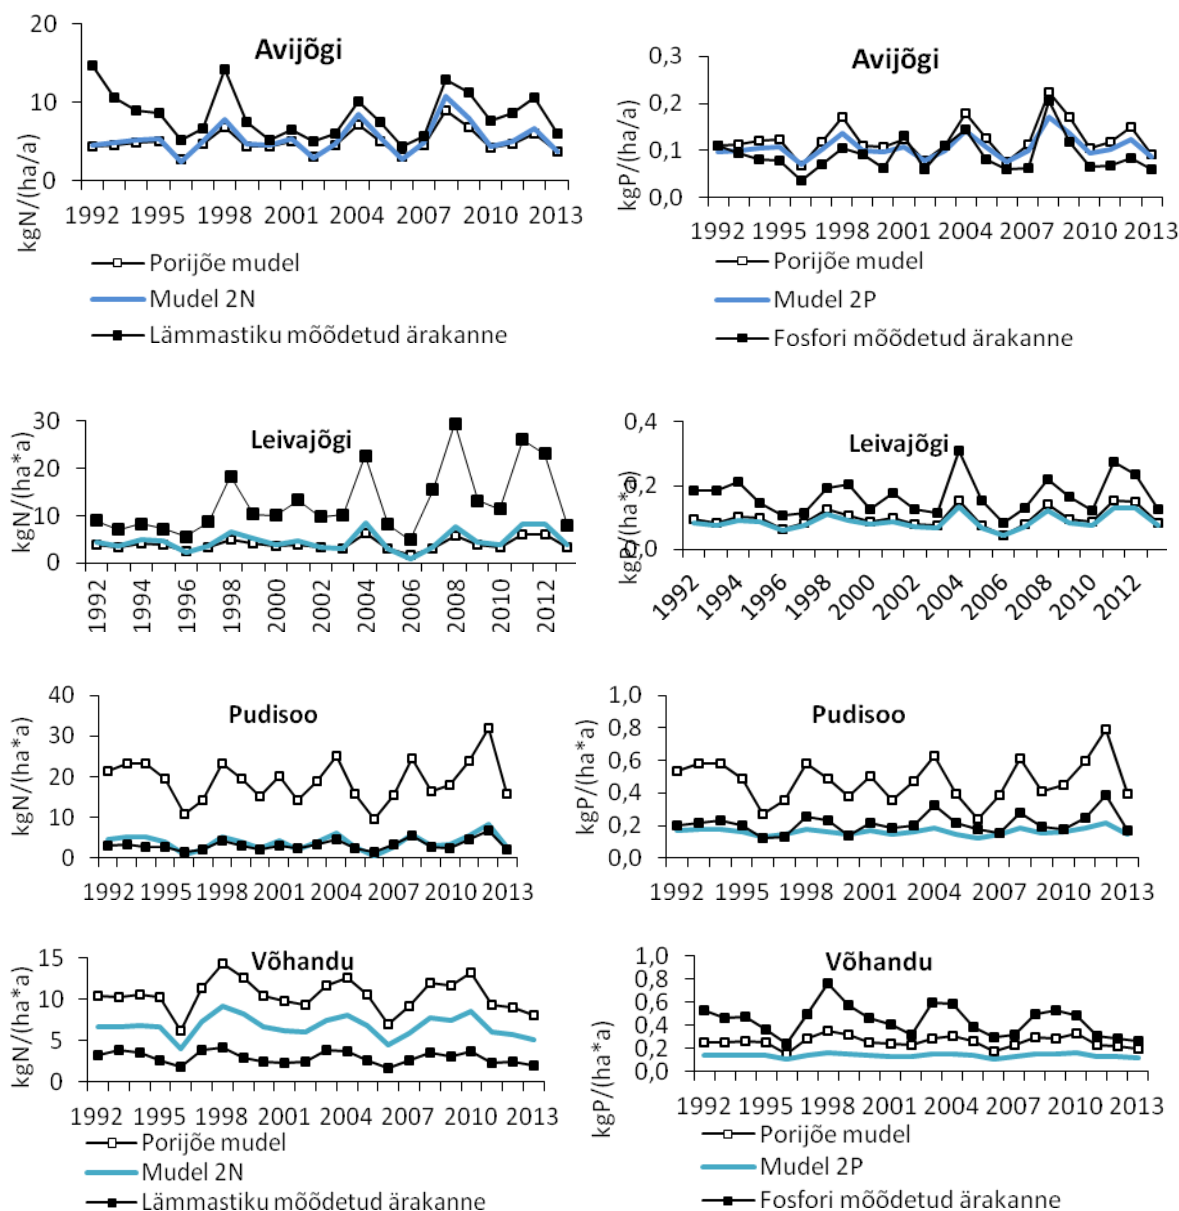 Avijõgi
kgN/(ha/a)
20
10
0
1992 1995 1998 2001 2004 2007 2010 2013
Porijõe mudel
Mudel 2N
Lämmastiku mõõdetud ärakanne
Avijõgi
kgP/(ha/a)
0,3
0,2
0,1
0,0
1992 1995 1998 2001 2004 2007 2010 2013
Porijõe mudel
Mudel 2P
Fosfori mõõdetud ärakanne
Leivajõgi
kgN/(ha*a)
30
20
10
0
1992 1994 1996 1998 2000 2002 2004 2006 2008 2010 2012
Leivajõgi
kgP/(ha*a)
0,4
0,2
0,0
1992 1994 1996 1998 2000 2002 2004 2006 2008 2010 2012
Pudisoo
kgN/(ha*a)
40
30
20
10
0
1992 1995 1998 2001 2004 2007 2010 2013
Pudisoo
kgP/(ha*a)
1,0
0,8
0,6
0,4
0,2
0,0
1992 1995 1998 2001 2004 2007 2010 2013
Võhandu
kgN/(ha*a)
15
10
5
0
1992 1995 1998 2001 2004 2007 2010 2013
Porijõe mudel
Mudel 2N
Lämmastiku mõõdetud ärakanne
Võhandu
kgP/(ha*a)
1,0
0,8
0,6
0,4
0,2
0,0
1992 1995 1998 2001 2004 2007 2010 2013
Porijõe mudel
Mudel 2P
Fosfori mõõdetud ärakanne